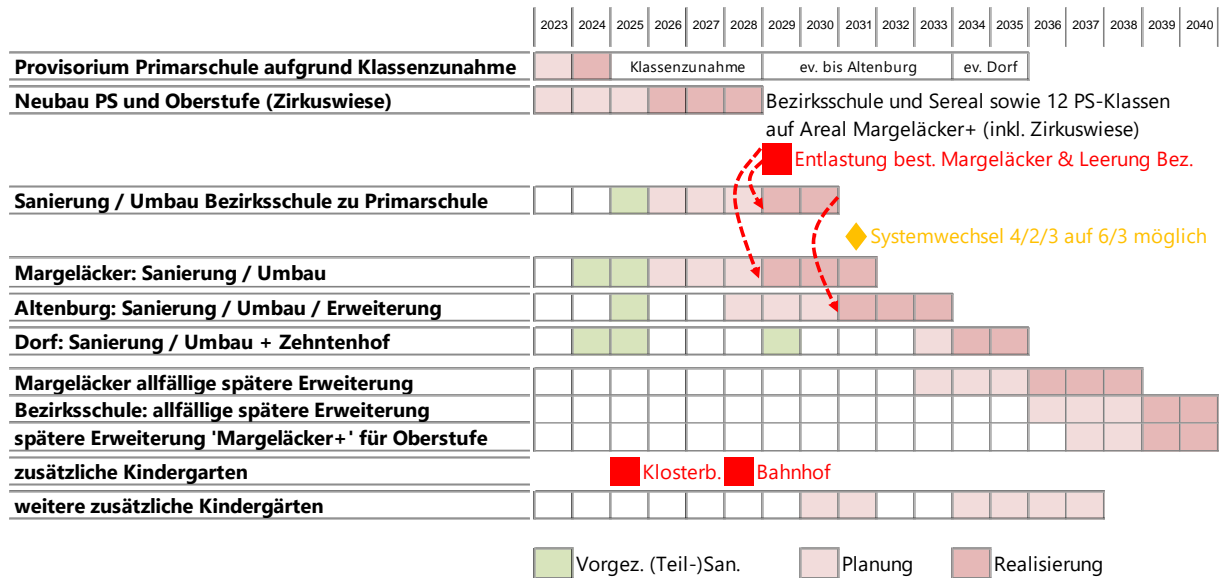 2023 2024 2025 2026 2027 2028 2029 2030 2031 2032 2033 2034 2035 2036 2037 2038 2039 2040
Provisorium Primarschule aufgrund Klassenzunahme Klassenzunahme ev. bis Altenburg ev. Dorf
Neubau PS und Oberstufe (Zirkuswiese) Bezirksschule und Sereal sowie 12 PS-Klassen
auf Areal Margeläcker+ (inkl. Zirkuswiese)
Entlastung best. Margeläcker & Leerung Bez.
Sanierung / Umbau Bezirksschule zu Primarschule
Systemwechsel 4/2/3 auf 6/3 möglich
Margeläcker: Sanierung / Umbau
Altenburg: Sanierung / Umbau / Erweiterung
Dorf: Sanierung / Umbau + Zehntenhof
Margeläcker allfällige spätere Erweiterung
Bezirksschule: allfällige spätere Erweiterung
spätere Erweiterung 'Margeläcker+' für Oberstufe
zusätzliche Kindergarten Klosterb. Bahnhof
weitere zusätzliche Kindergärten
Vorgez. (Teil-)San. Planung Realisierung